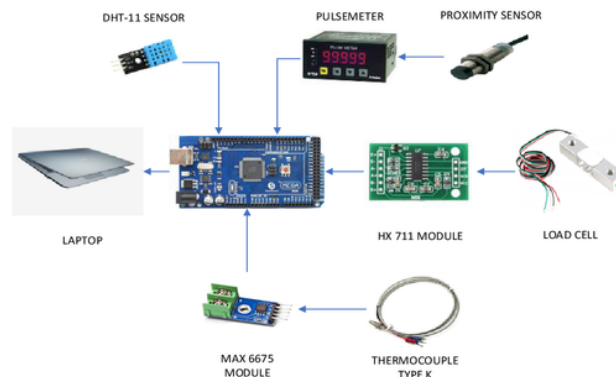 DHT-11 SENSOR
PULSEMETER
PROXIMITY SENSOR
99999
LAPTOP
HX 711 MODULE
LOAD CELL
MAX 6675
MODULE
THERMOCOUPLE
TYPE K